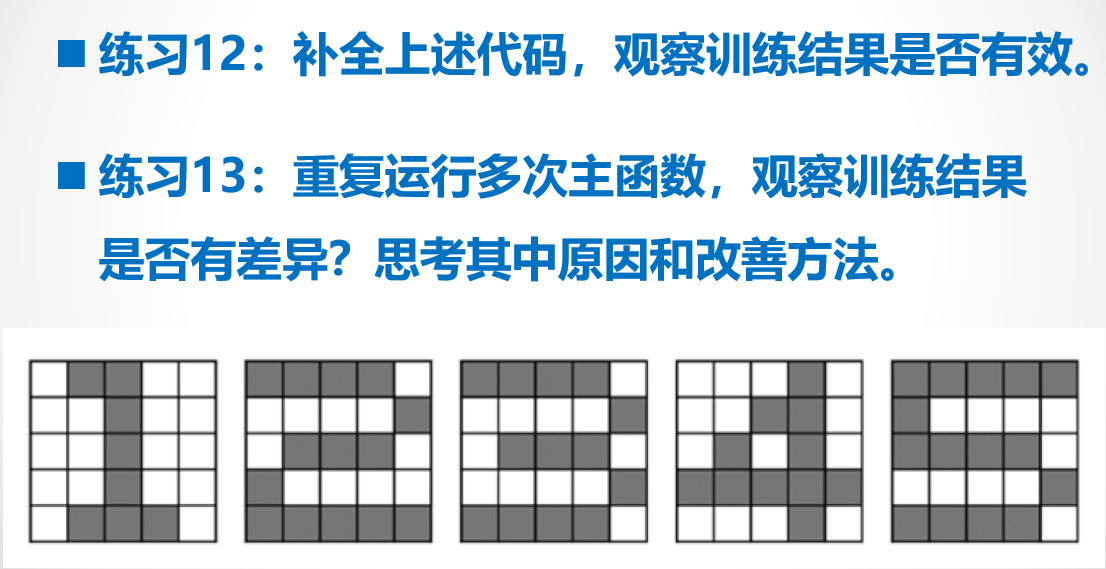 ■ 练习12：补全上述代码，观察训练结果是否有效。
■ 练习13：重复运行多次主函数，观察训练结果
是否有差异？思考其中原因和改善方法。